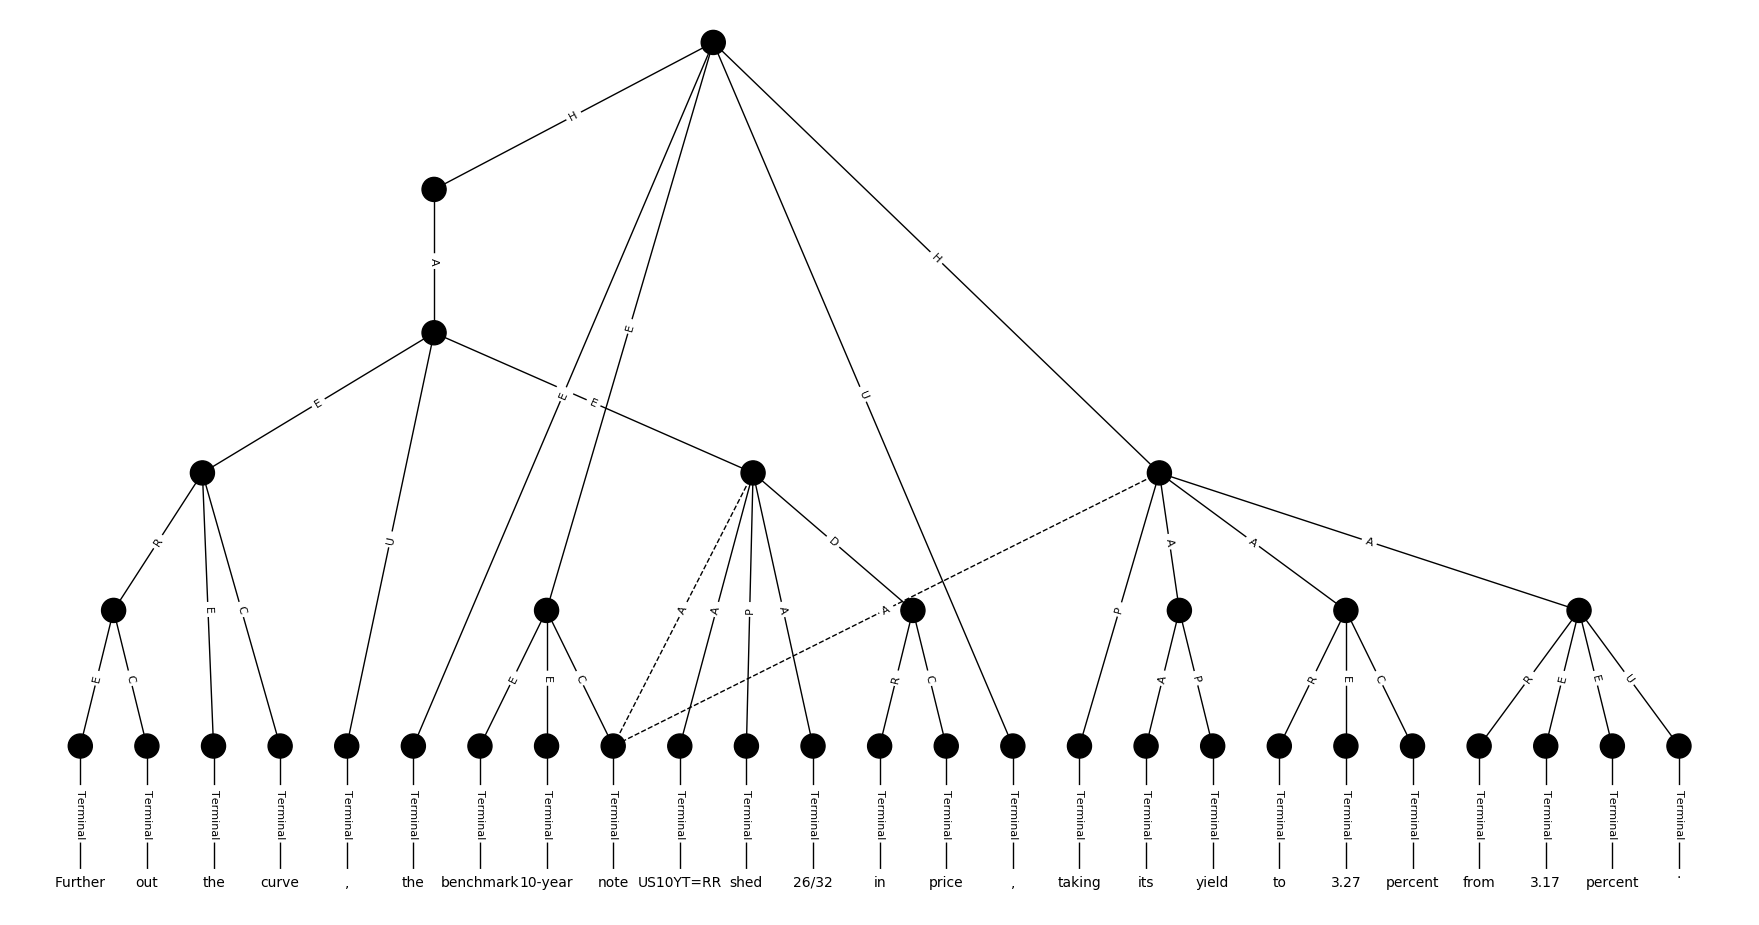 H
A
H
E
E
U
E
E
R
U
D
A
A
A
E
C
A
A
P
A
A
P
E
C
E
E
C
R
C
A
P
R
E
C
R
E
E
U
Terminal Terminal Terminal Terminal Terminal Terminal Terminal Terminal Terminal Terminal Terminal Terminal Terminal Terminal Terminal Terminal Terminal Terminal Terminal Terminal Terminal Terminal Terminal Terminal Terminal
Further out the curve , the benchmark 10-year note US10YT=RR shed 26/32 in price , taking its yield to 3.27 percent from 3.17 percent .